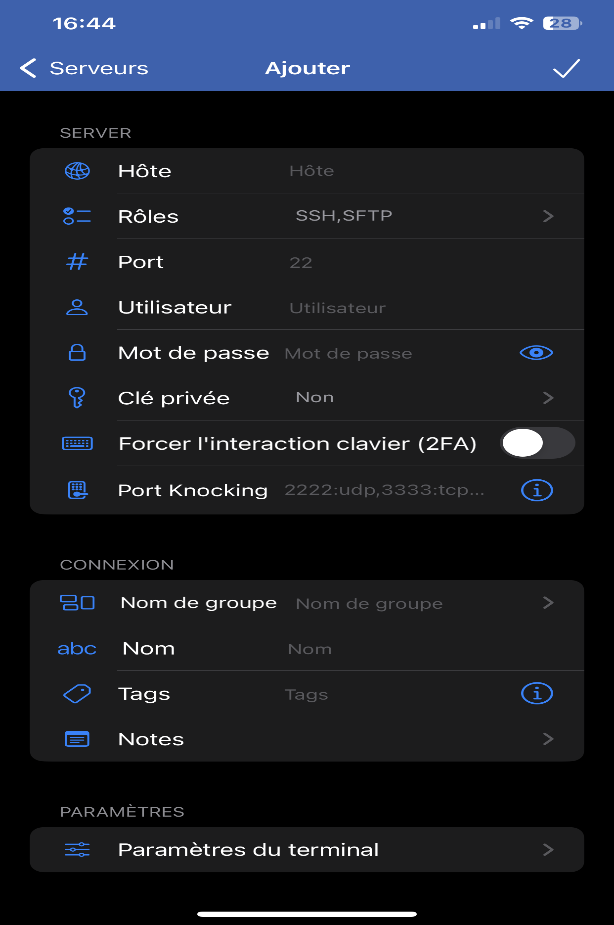 16:44
28
Serveurs
Ajouter
SERVER
Hôte Hôte
Rôles SSH,SFTP
Port 22
Utilisateur Utilisateur
Mot de passe Mot de passe
Clé privée Non
Forcer l'interaction clavier (2FA)
Port Knocking 2222:udp,3333:tcp...
CONNEXION
Nom de groupe Nom de groupe
abc Nom Nom
Tags Tags
Notes
PARAMÈTRES
Paramètres du terminal